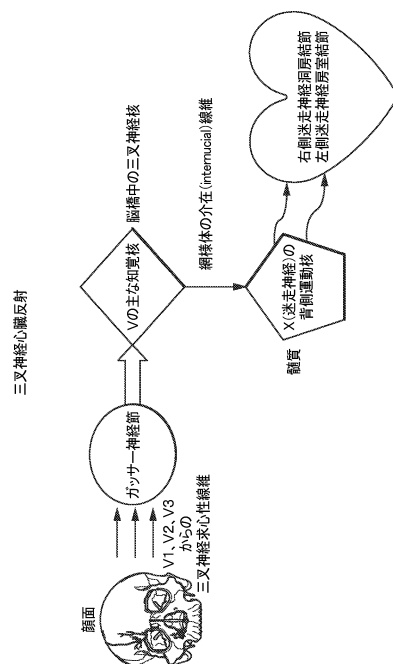 三叉神経心臓反射
顔面
V1、V2、V3
からの
三叉神経求心性線維
ガッサー神経節
Vの主な知覚核
脳橋中の三叉神経核
網様体の介在(internucial)線維
X(迷走神経)の
背側運動核
髄質
右側迷走神経洞房結節
左側迷走神経房室結節